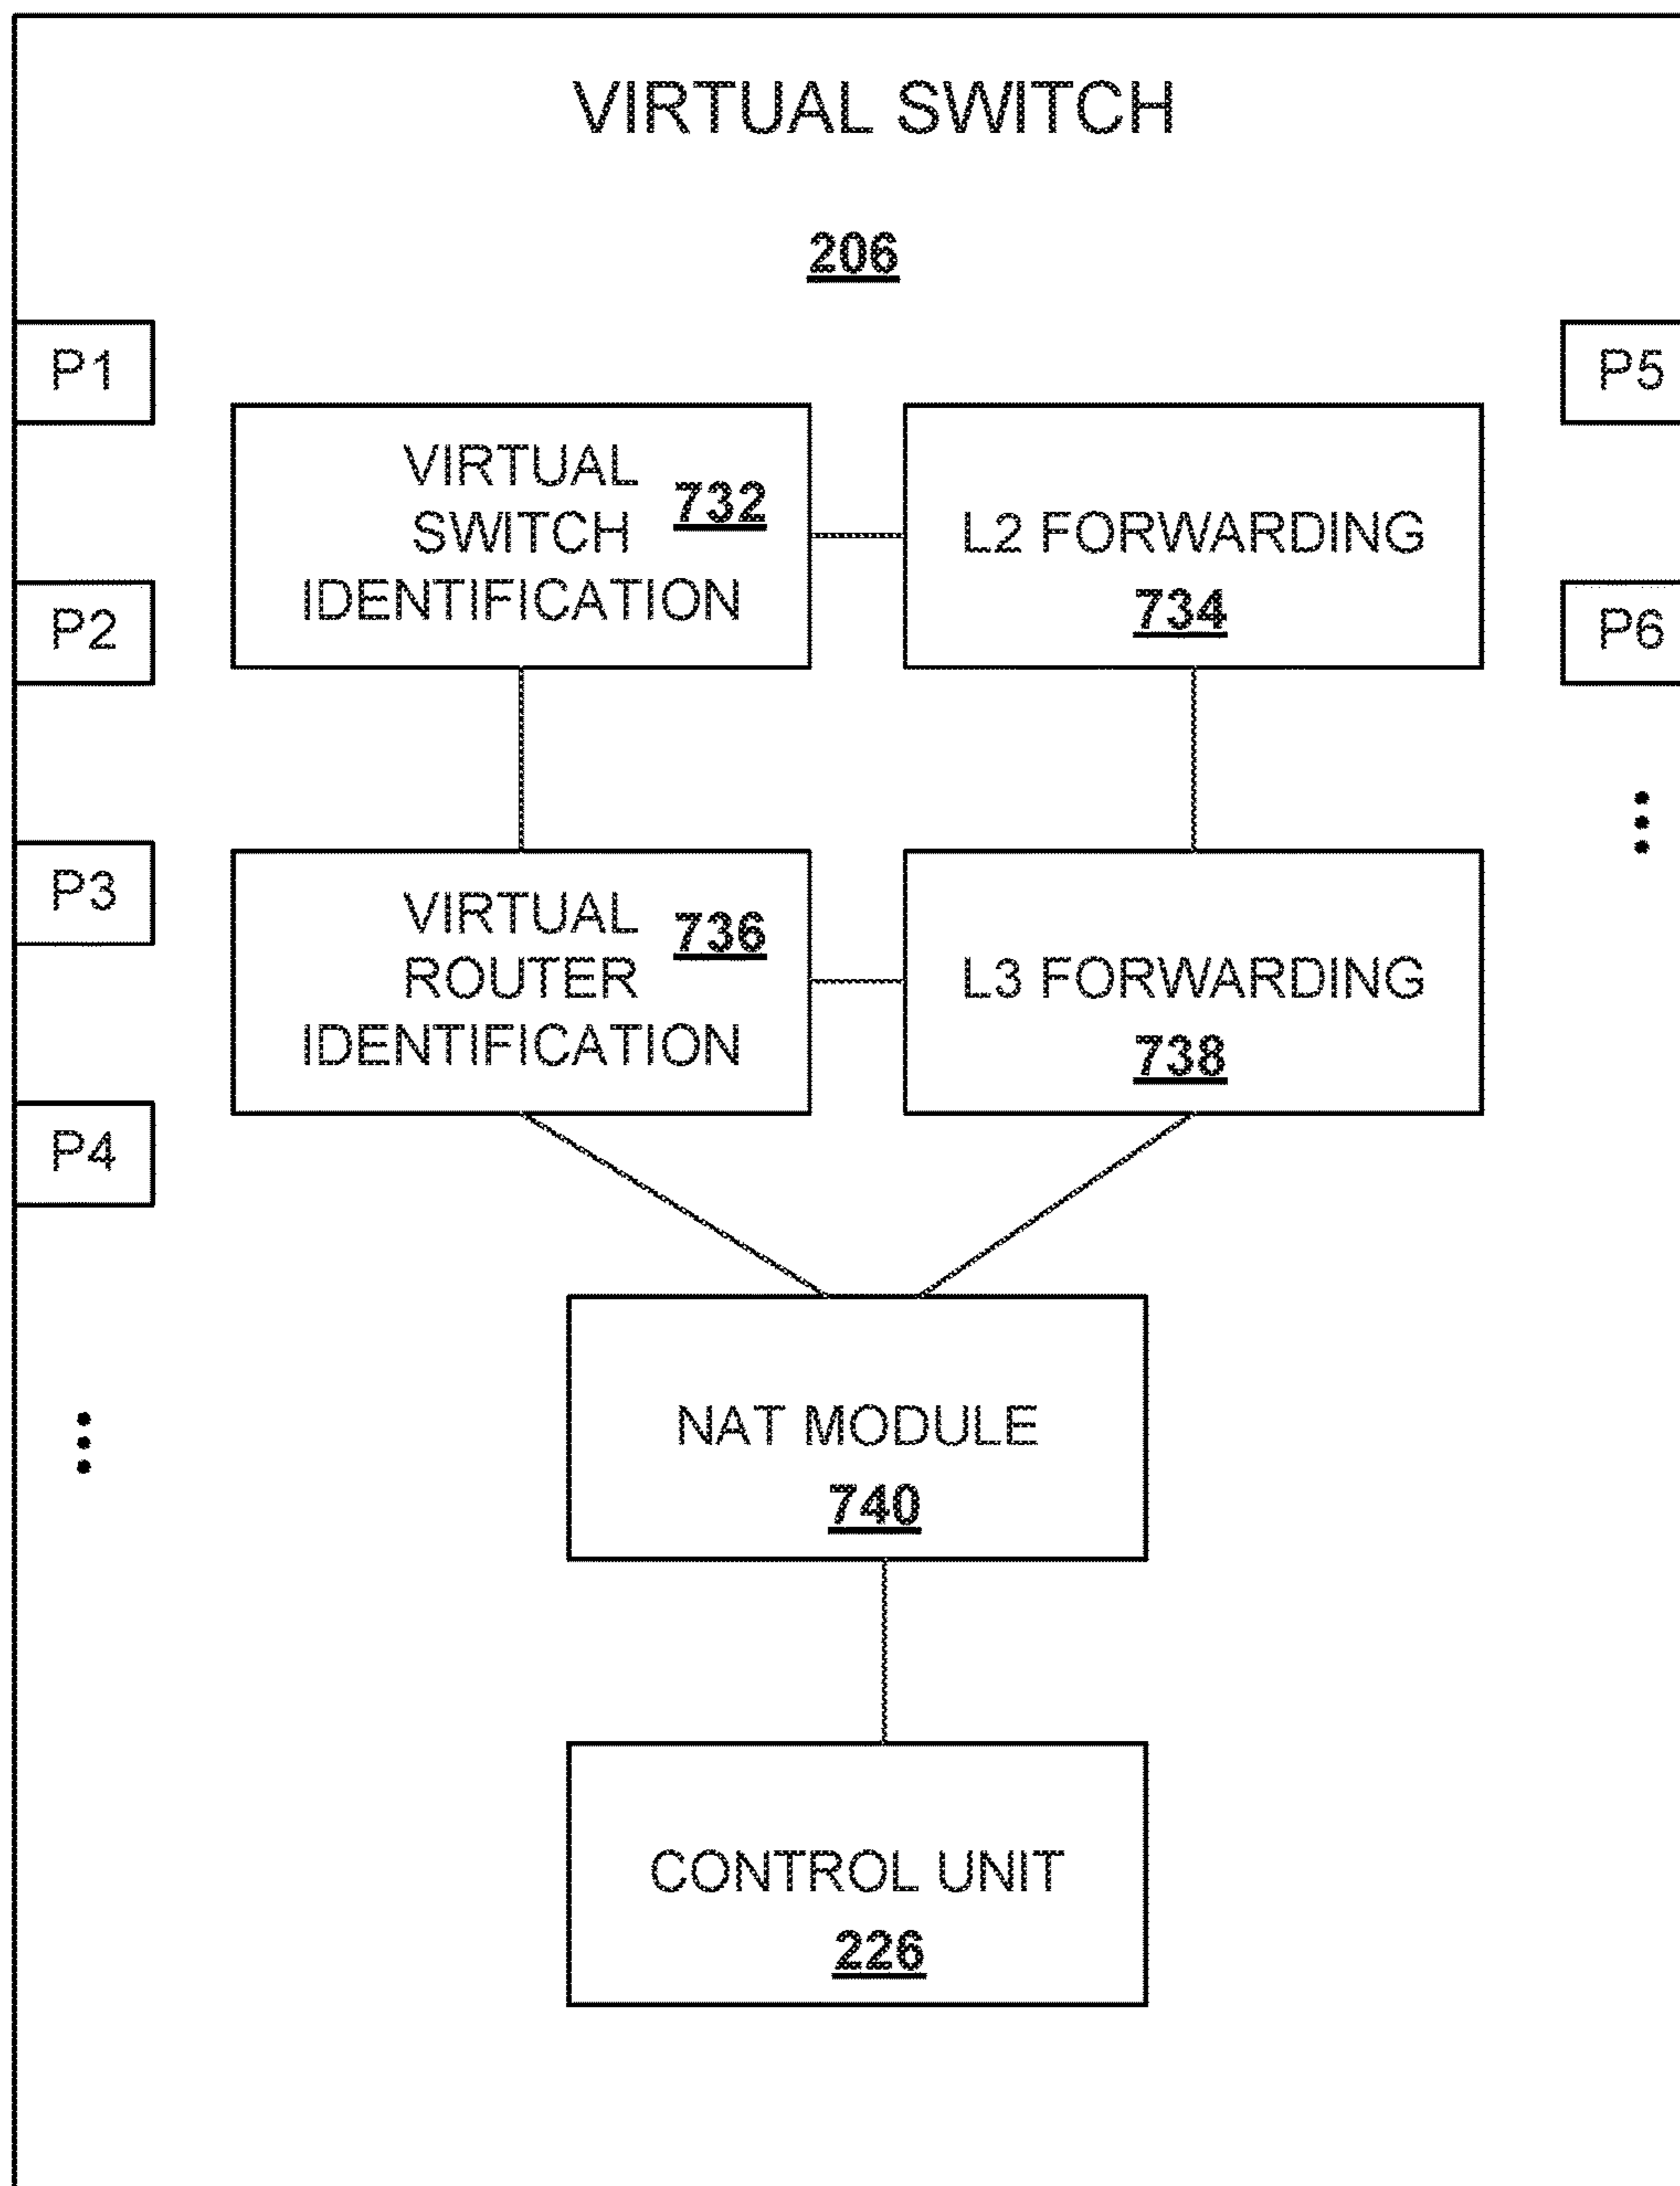 VIRTUAL SWITCH
206
P1
P5
VIRTUAL
SWITCH
IDENTIFICATION
732
L2 FORWARDING
734
P2
P6
P3
VIRTUAL
ROUTER
IDENTIFICATION
736
L3 FORWARDING
738
P4
NAT MODULE
740
CONTROL UNIT
226